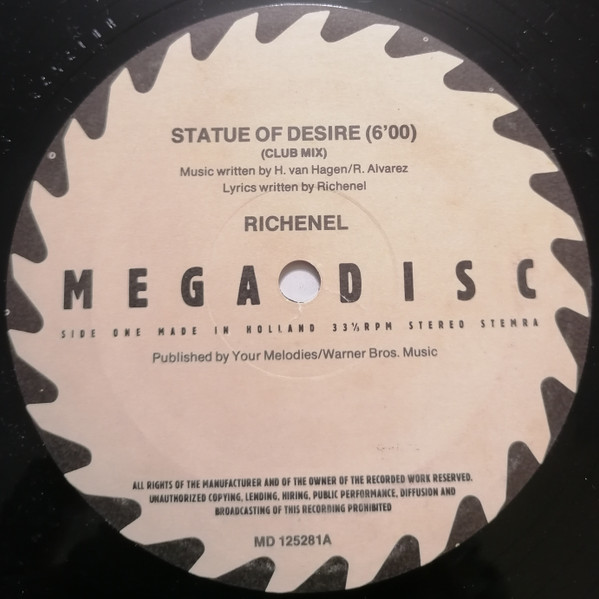 STATUE OF DESIRE (6'00)
(CLUB MIX)
Music written by H. van Hagen/R. Alvarez
Lyrics written by Richenel
RICHENEL
MEGA DISC
SIDE ONE MADE IN HOLLAND 33⅓RPM STEREO STEMRA
Published by Your Melodies/Warner Bros. Music
ALL RIGHTS OF THE MANUFACTURER AND OF THE OWNER OF THE RECORDED WORK RESERVED.
UNAUTHORIZED COPYING, LENDING, HIRING, PUBLIC PERFORMANCE, DIFFUSION AND
BROADCASTING OF THIS RECORDING PROHIBITED
MD 125281A